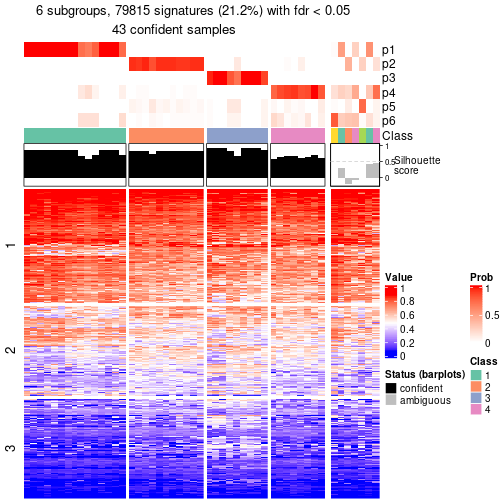 6 subgroups, 79815 signatures (21.2%) with fdr < 0.05
43 confident samples
p1
p2
p3
p4
p5
p6
Class
1
0.5
0
Silhouette
score
1
2
3
Value
1
0.8
0.6
0.4
0.2
0
Prob
1
0.5
0
Status (barplots)
confident
ambiguous
Class
1
2
3
4